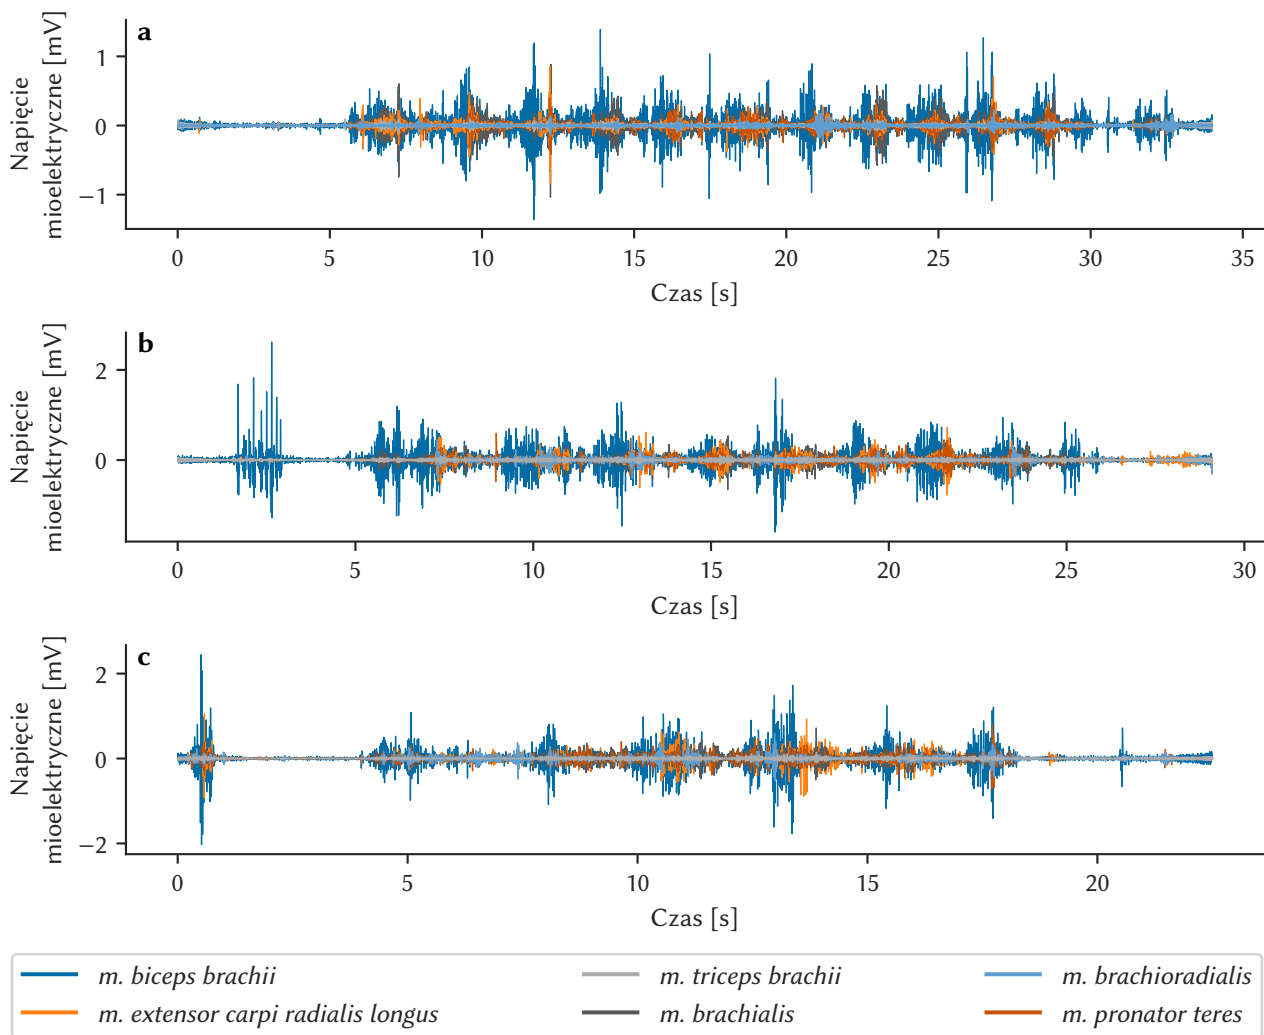 a
Napięcie
mioelektryczne [mV]
1
0
−1
0 5 10 15 20 25 30 35
Czas [s]
b
Napięcie
mioelektryczne [mV]
2
0
0 5 10 15 20 25 30
Czas [s]
c
Napięcie
mioelektryczne [mV]
2
0
−2
0 5 10 15 20
Czas [s]
m. biceps brachii m. triceps brachii m. brachioradialis
m. extensor carpi radialis longus m. brachialis m. pronator teres